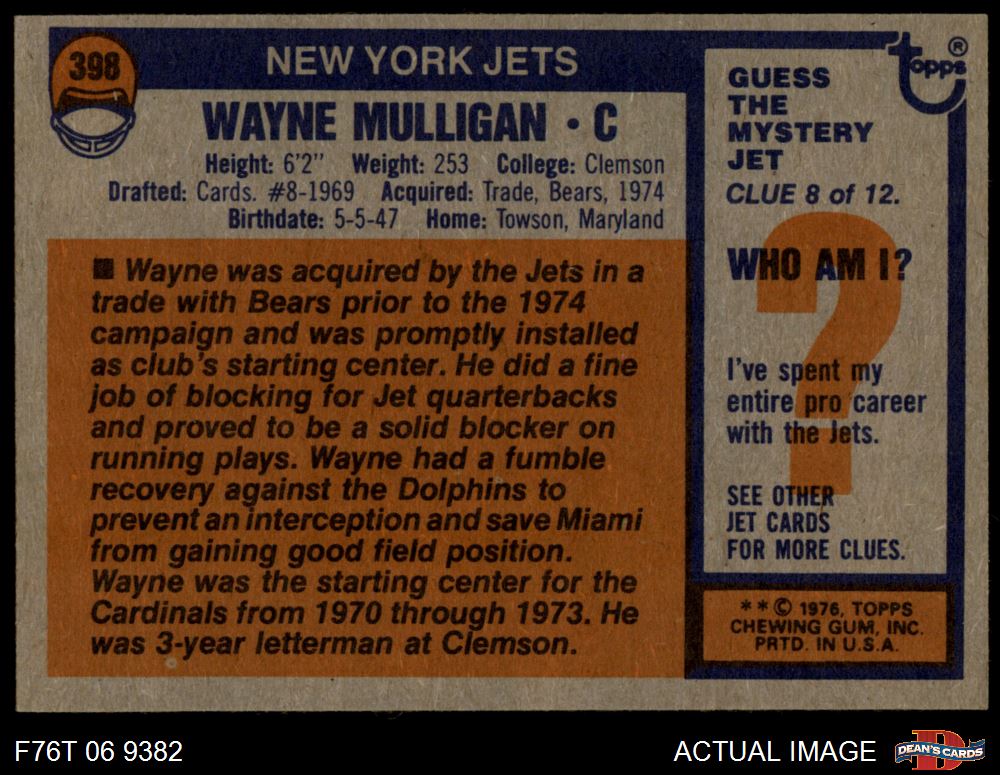 398
NEW YORK JETS
WAYNE MULLIGAN • C
Height: 6'2" Weight: 253 College: Clemson
Drafted: Cards. #8-1969 Acquired: Trade, Bears, 1974
Birthdate: 5-5-47 Home: Towson, Maryland
■ Wayne was acquired by the Jets in a
trade with Bears prior to the 1974
campaign and was promptly installed
as club's starting center. He did a fine
job of blocking for Jet quarterbacks
and proved to be a solid blocker on
running plays. Wayne had a fumble
recovery against the Dolphins to
prevent an interception and save Miami
from gaining good field position.
Wayne was the starting center for the
Cardinals from 1970 through 1973. He
was 3-year letterman at Clemson.
topps ®
GUESS
THE
MYSTERY
JET
CLUE 8 of 12.
WHO AM I?
?
I've spent my
entire pro career
with the Jets.
SEE OTHER
JET CARDS
FOR MORE CLUES.
* * © 1976, TOPPS
CHEWING GUM, INC.
PRTD. IN U.S.A.
F76T 06 9382
ACTUAL IMAGE
D
DEAN'S CARDS